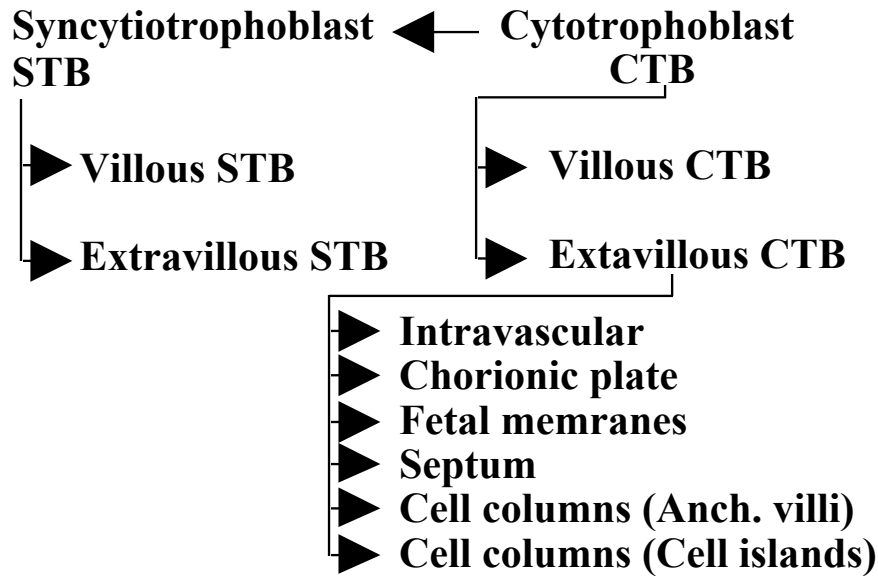 Syncytiotrophoblast
STB
Cytotrophoblast
CTB
Villous STB
Extravillous STB
Villous CTB
Extavillous CTB
Intravascular
Chorionic plate
Fetal memranes
Septum
Cell columns (Anch. villi)
Cell columns (Cell islands)